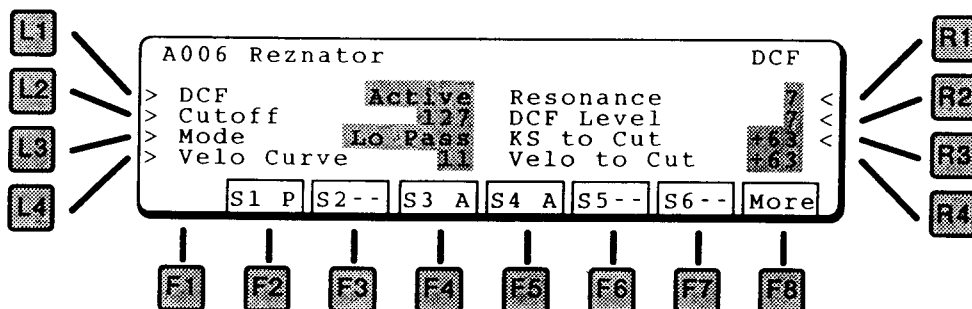 L1
L2
L3
L4
A006 Reznator DCF
> DCF Active Resonance 7 <
> Cutoff 127 DCF Level 7 <
> Mode Lo Pass KS to Cut +63 <
> Velo Curve 11 Velo to Cut +63
S1 P S2-- S3 A S4 A S5-- S6-- More
R1
R2
R3
R4
F1 F2 F3 F4 F5 F6 F7 F8